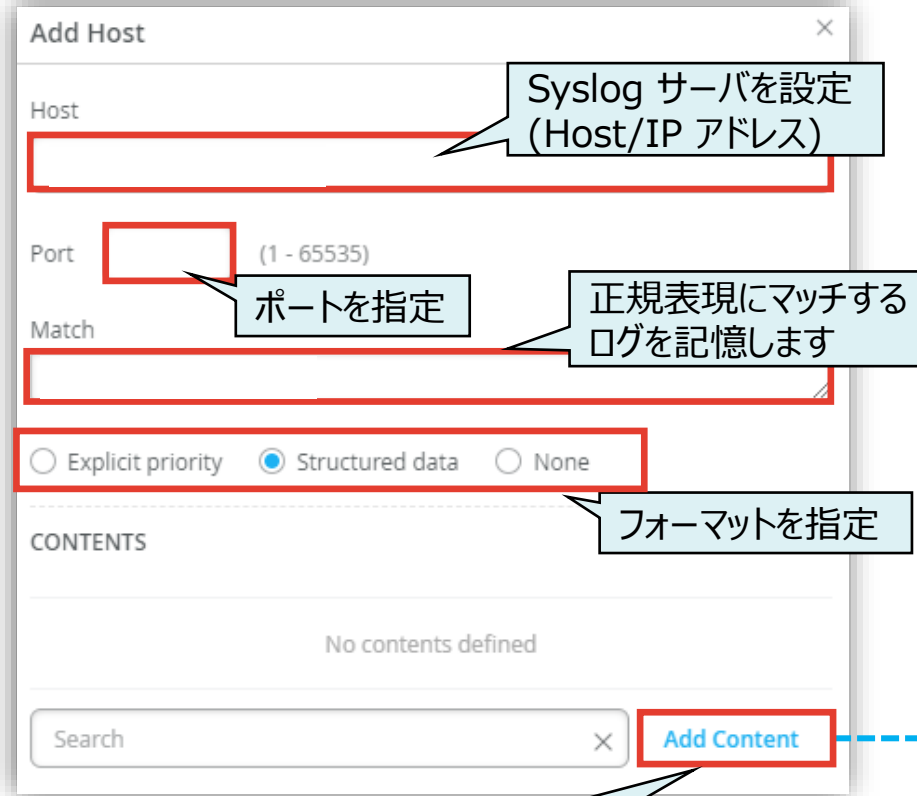 Add Host
Syslog サーバを設定
(Host/IP アドレス)
Host
Port
(1 - 65535)
ポートを指定
正規表現にマッチする
ログを記憶します
Match
Explicit priority
Structured data
None
フォーマットを指定
CONTENTS
No contents defined
Search
Add Content